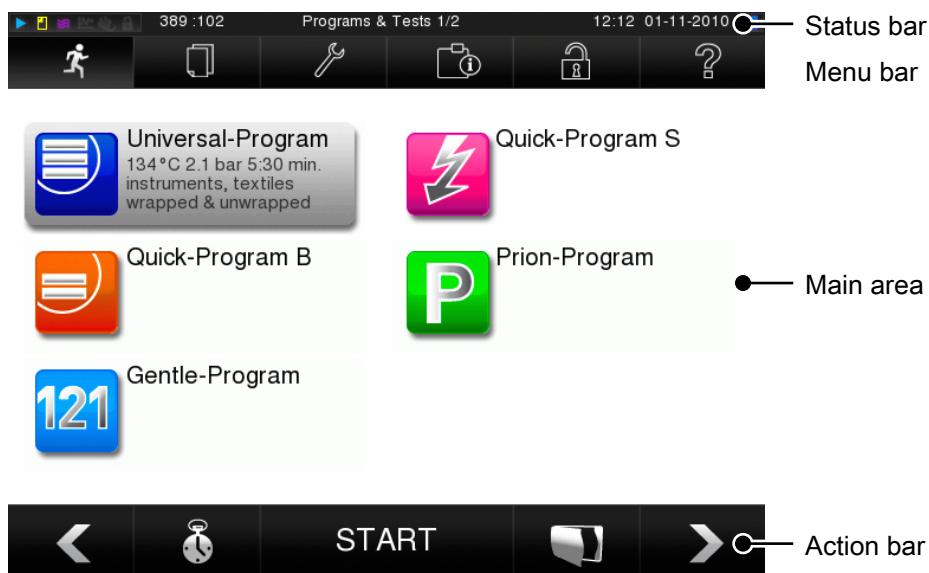 389 :102 Programs & Tests 1/2 12:12 01-11-2010
Status bar
Menu bar
Universal-Program
134°C 2.1 bar 5:30 min.
instruments, textiles
wrapped & unwrapped
Quick-Program S
Quick-Program B
P
Prion-Program
Main area
121
Gentle-Program
START
Action bar